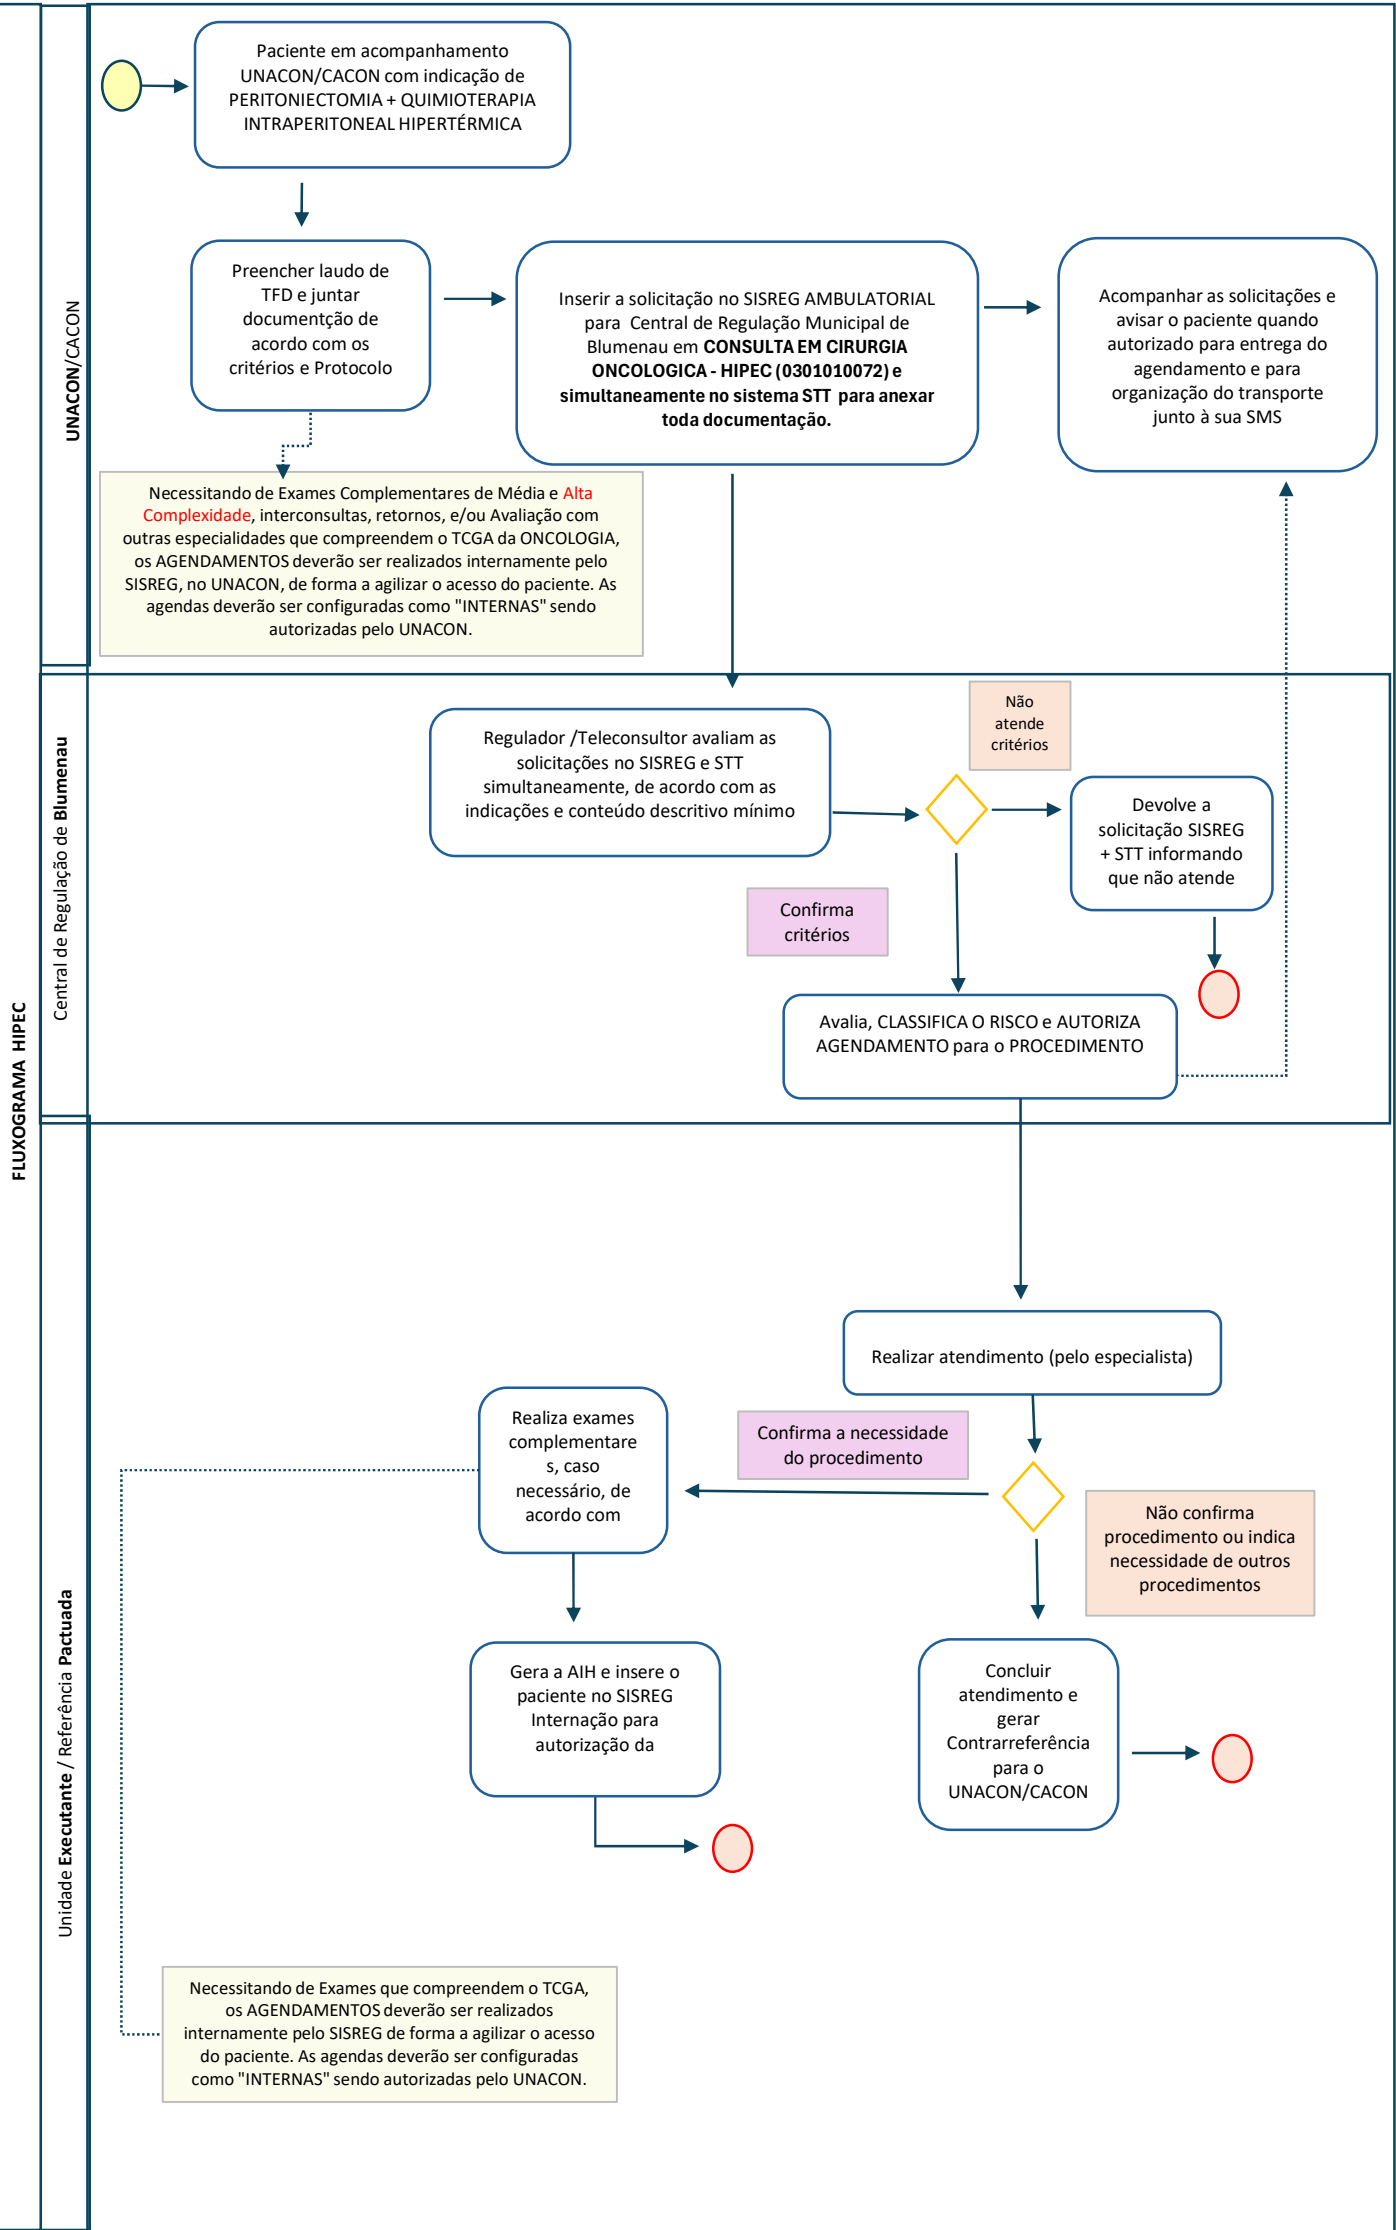 FLUXOGRAMA HIPEC
UNACON/CACON
Paciente em acompanhamento
UNACON/CACON com indicação de
PERITONIECTOMIA + QUIMIOTERAPIA
INTRAPERITONEAL HIPERTÉRMICA
Preencher laudo de
TFD e juntar
documentção de
acordo com os
critérios e Protocolo
Inserir a solicitação no SISREG AMBULATORIAL
para Central de Regulação Municipal de
Blumenau em CONSULTA EM CIRURGIA
ONCOLOGICA - HIPEC (0301010072) e
simultaneamente no sistema STT para anexar
toda documentação.
Acompanhar as solicitações e
avisar o paciente quando
autorizado para entrega do
agendamento e para
organização do transporte
junto à sua SMS
Necessitando de Exames Complementares de Média e Alta
Complexidade, interconsultas, retornos, e/ou Avaliação com
outras especialidades que compreendem o TCGA da ONCOLOGIA,
os AGENDAMENTOS deverão ser realizados internamente pelo
SISREG, no UNACON, de forma a agilizar o acesso do paciente. As
agendas deverão ser configuradas como "INTERNAS" sendo
autorizadas pelo UNACON.
Central de Regulação de Blumenau
Regulador /Teleconsultor avaliam as
solicitações no SISREG e STT
simultaneamente, de acordo com as
indicações e conteúdo descritivo mínimo
Não
atende
critérios
Devolve a
solicitação SISREG
+ STT informando
que não atende
Confirma
critérios
Avalia, CLASSIFICA O RISCO e AUTORIZA
AGENDAMENTO para o PROCEDIMENTO
Unidade Executante / Referência Pactuada
Realizar atendimento (pelo especialista)
Confirma a necessidade
do procedimento
Realiza exames
complementare
s, caso
necessário, de
acordo com
Não confirma
procedimento ou indica
necessidade de outros
procedimentos
Gera a AIH e insere o
paciente no SISREG
Internação para
autorização da
Concluir
atendimento e
gerar
Contrarreferência
para o
UNACON/CACON
Necessitando de Exames que compreendem o TCGA,
os AGENDAMENTOS deverão ser realizados
internamente pelo SISREG de forma a agilizar o acesso
do paciente. As agendas deverão ser configuradas
como "INTERNAS" sendo autorizadas pelo UNACON.